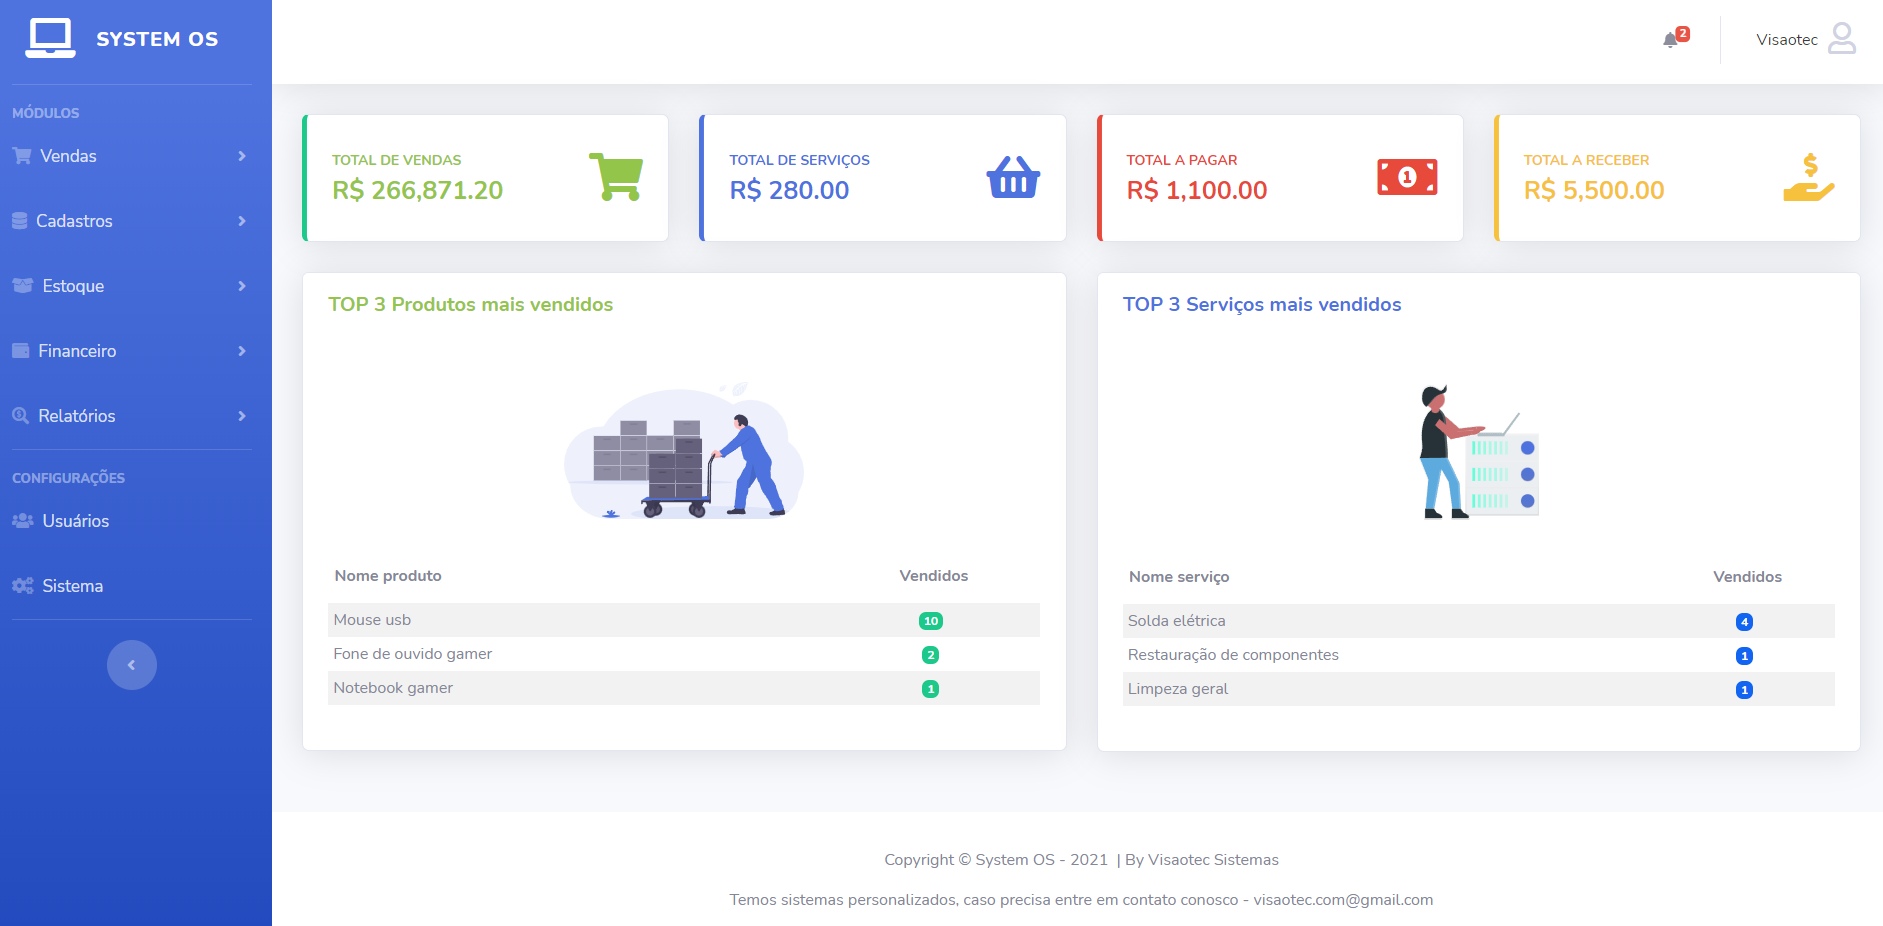 SYSTEM OS
MÓDULOS
Vendas
Cadastros
Estoque
Financeiro
Relatórios
CONFIGURAÇÕES
Usuários
Sistema
2
Visaotec
TOTAL DE VENDAS
R$ 266,871.20
TOTAL DE SERVIÇOS
R$ 280.00
TOTAL A PAGAR
R$ 1,100.00
1
TOTAL A RECEBER
R$ 5,500.00
$
TOP 3 Produtos mais vendidos
Nome produto Vendidos
Mouse usb 10
Fone de ouvido gamer 2
Notebook gamer 1
TOP 3 Serviços mais vendidos
Nome serviço Vendidos
Solda elétrica 4
Restauração de componentes 1
Limpeza geral 1
Copyright © System OS - 2021 | By Visaotec Sistemas
Temos sistemas personalizados, caso precisa entre em contato conosco - visaotec.com@gmail.com